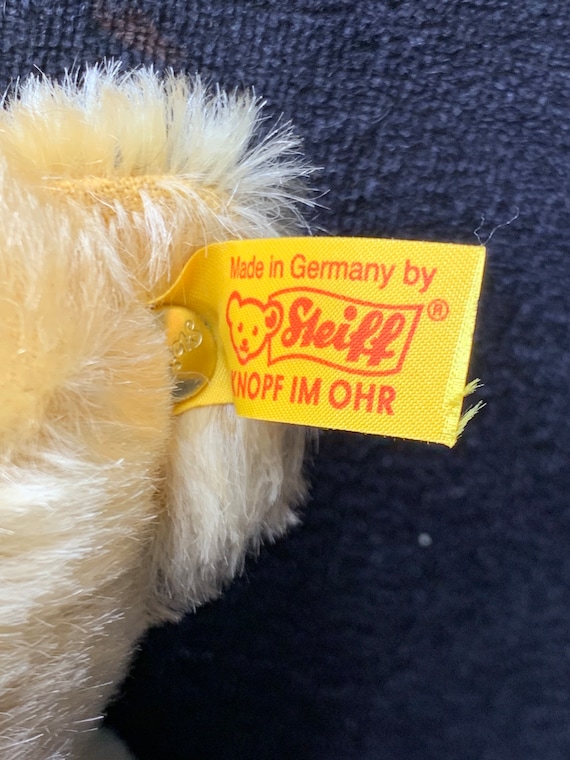 Made in Germany by
Steiff®
KNOPF IM OHR